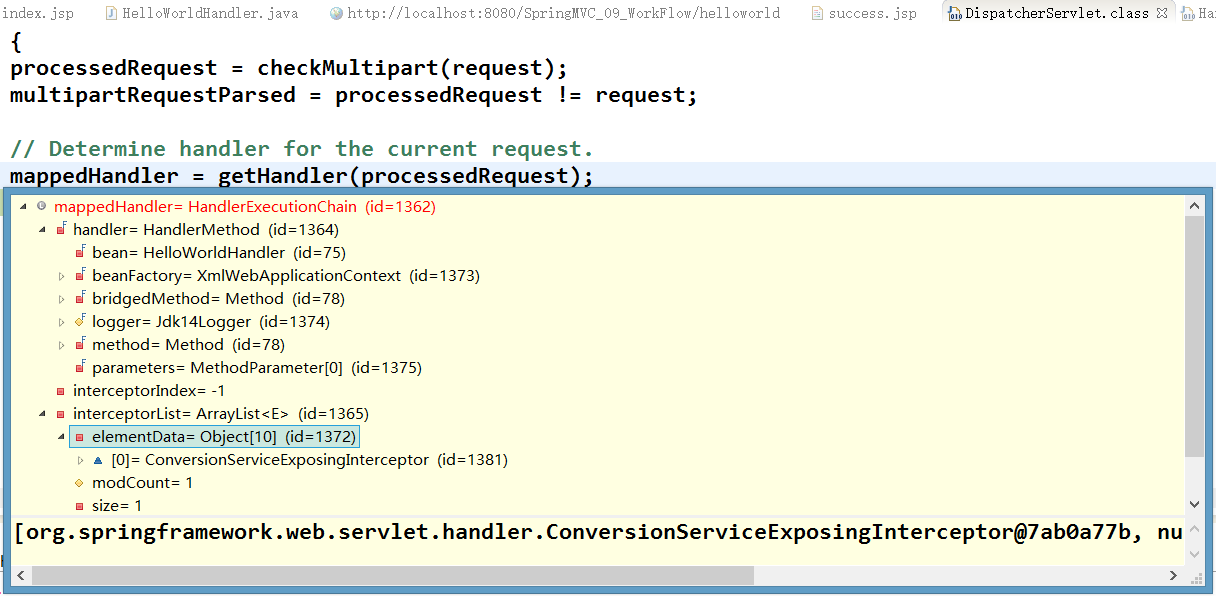 index.jsp HelloWorldHandler.java http://localhost:8080/SpringMVC_09_WorkFlow/helloworld success.jsp DispatcherServlet.class Ha
{
processedRequest = checkMultipart(request);
multipartRequestParsed = processedRequest != request;
// Determine handler for the current request.
mappedHandler = getHandler(processedRequest);
mappedHandler= HandlerExecutionChain (id=1362)
handler= HandlerMethod (id=1364)
bean= HelloWorldHandler (id=75)
beanFactory= XmlWebApplicationContext (id=1373)
bridgedMethod= Method (id=78)
logger= Jdk14Logger (id=1374)
method= Method (id=78)
parameters= MethodParameter[0] (id=1375)
interceptorIndex= -1
interceptorList= ArrayList<E> (id=1365)
elementData= Object[10] (id=1372)
[0]= ConversionServiceExposingInterceptor (id=1381)
modCount= 1
size= 1
[org.springframework.web.servlet.handler.ConversionServiceExposingInterceptor@7ab0a77b, nu